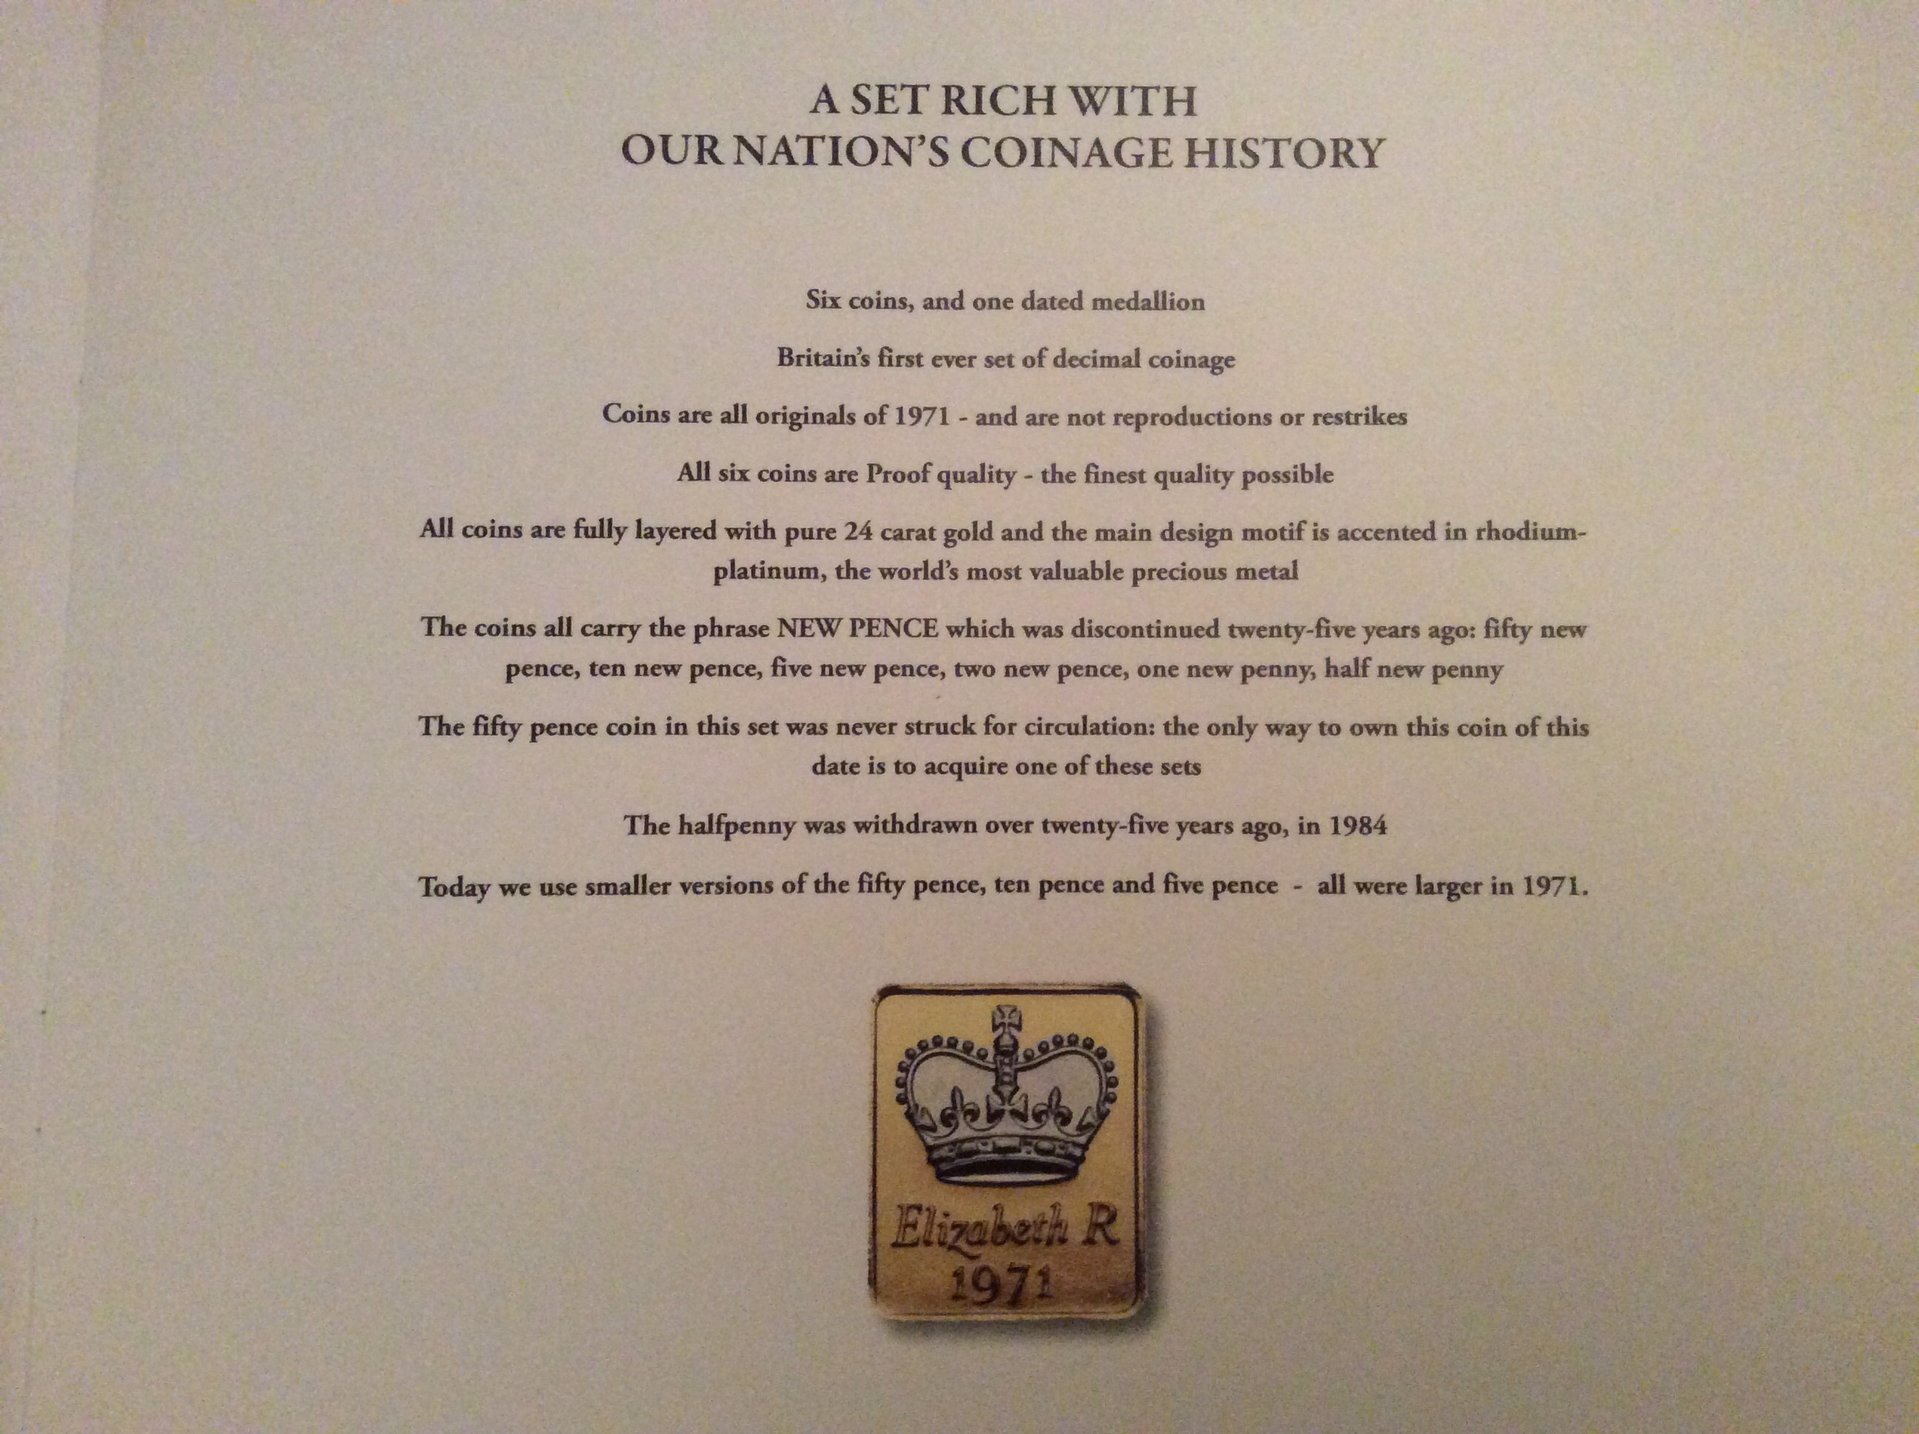 A SET RICH WITH
OUR NATION'S COINAGE HISTORY
Six coins, and one dated medallion
Britain's first ever set of decimal coinage
Coins are all originals of 1971 - and are not reproductions or restrikes
All six coins are Proof quality - the finest quality possible
All coins are fully layered with pure 24 carat gold and the main design motif is accented in rhodium-
platinum, the world's most valuable precious metal
The coins all carry the phrase NEW PENCE which was discontinued twenty-five years ago: fifty new
pence, ten new pence, five new pence, two new pence, one new penny, half new penny
The fifty pence coin in this set was never struck for circulation: the only way to own this coin of this
date is to acquire one of these sets
The halfpenny was withdrawn over twenty-five years ago, in 1984
Today we use smaller versions of the fifty pence, ten pence and five pence - all were larger in 1971.
Elizabeth R
1971